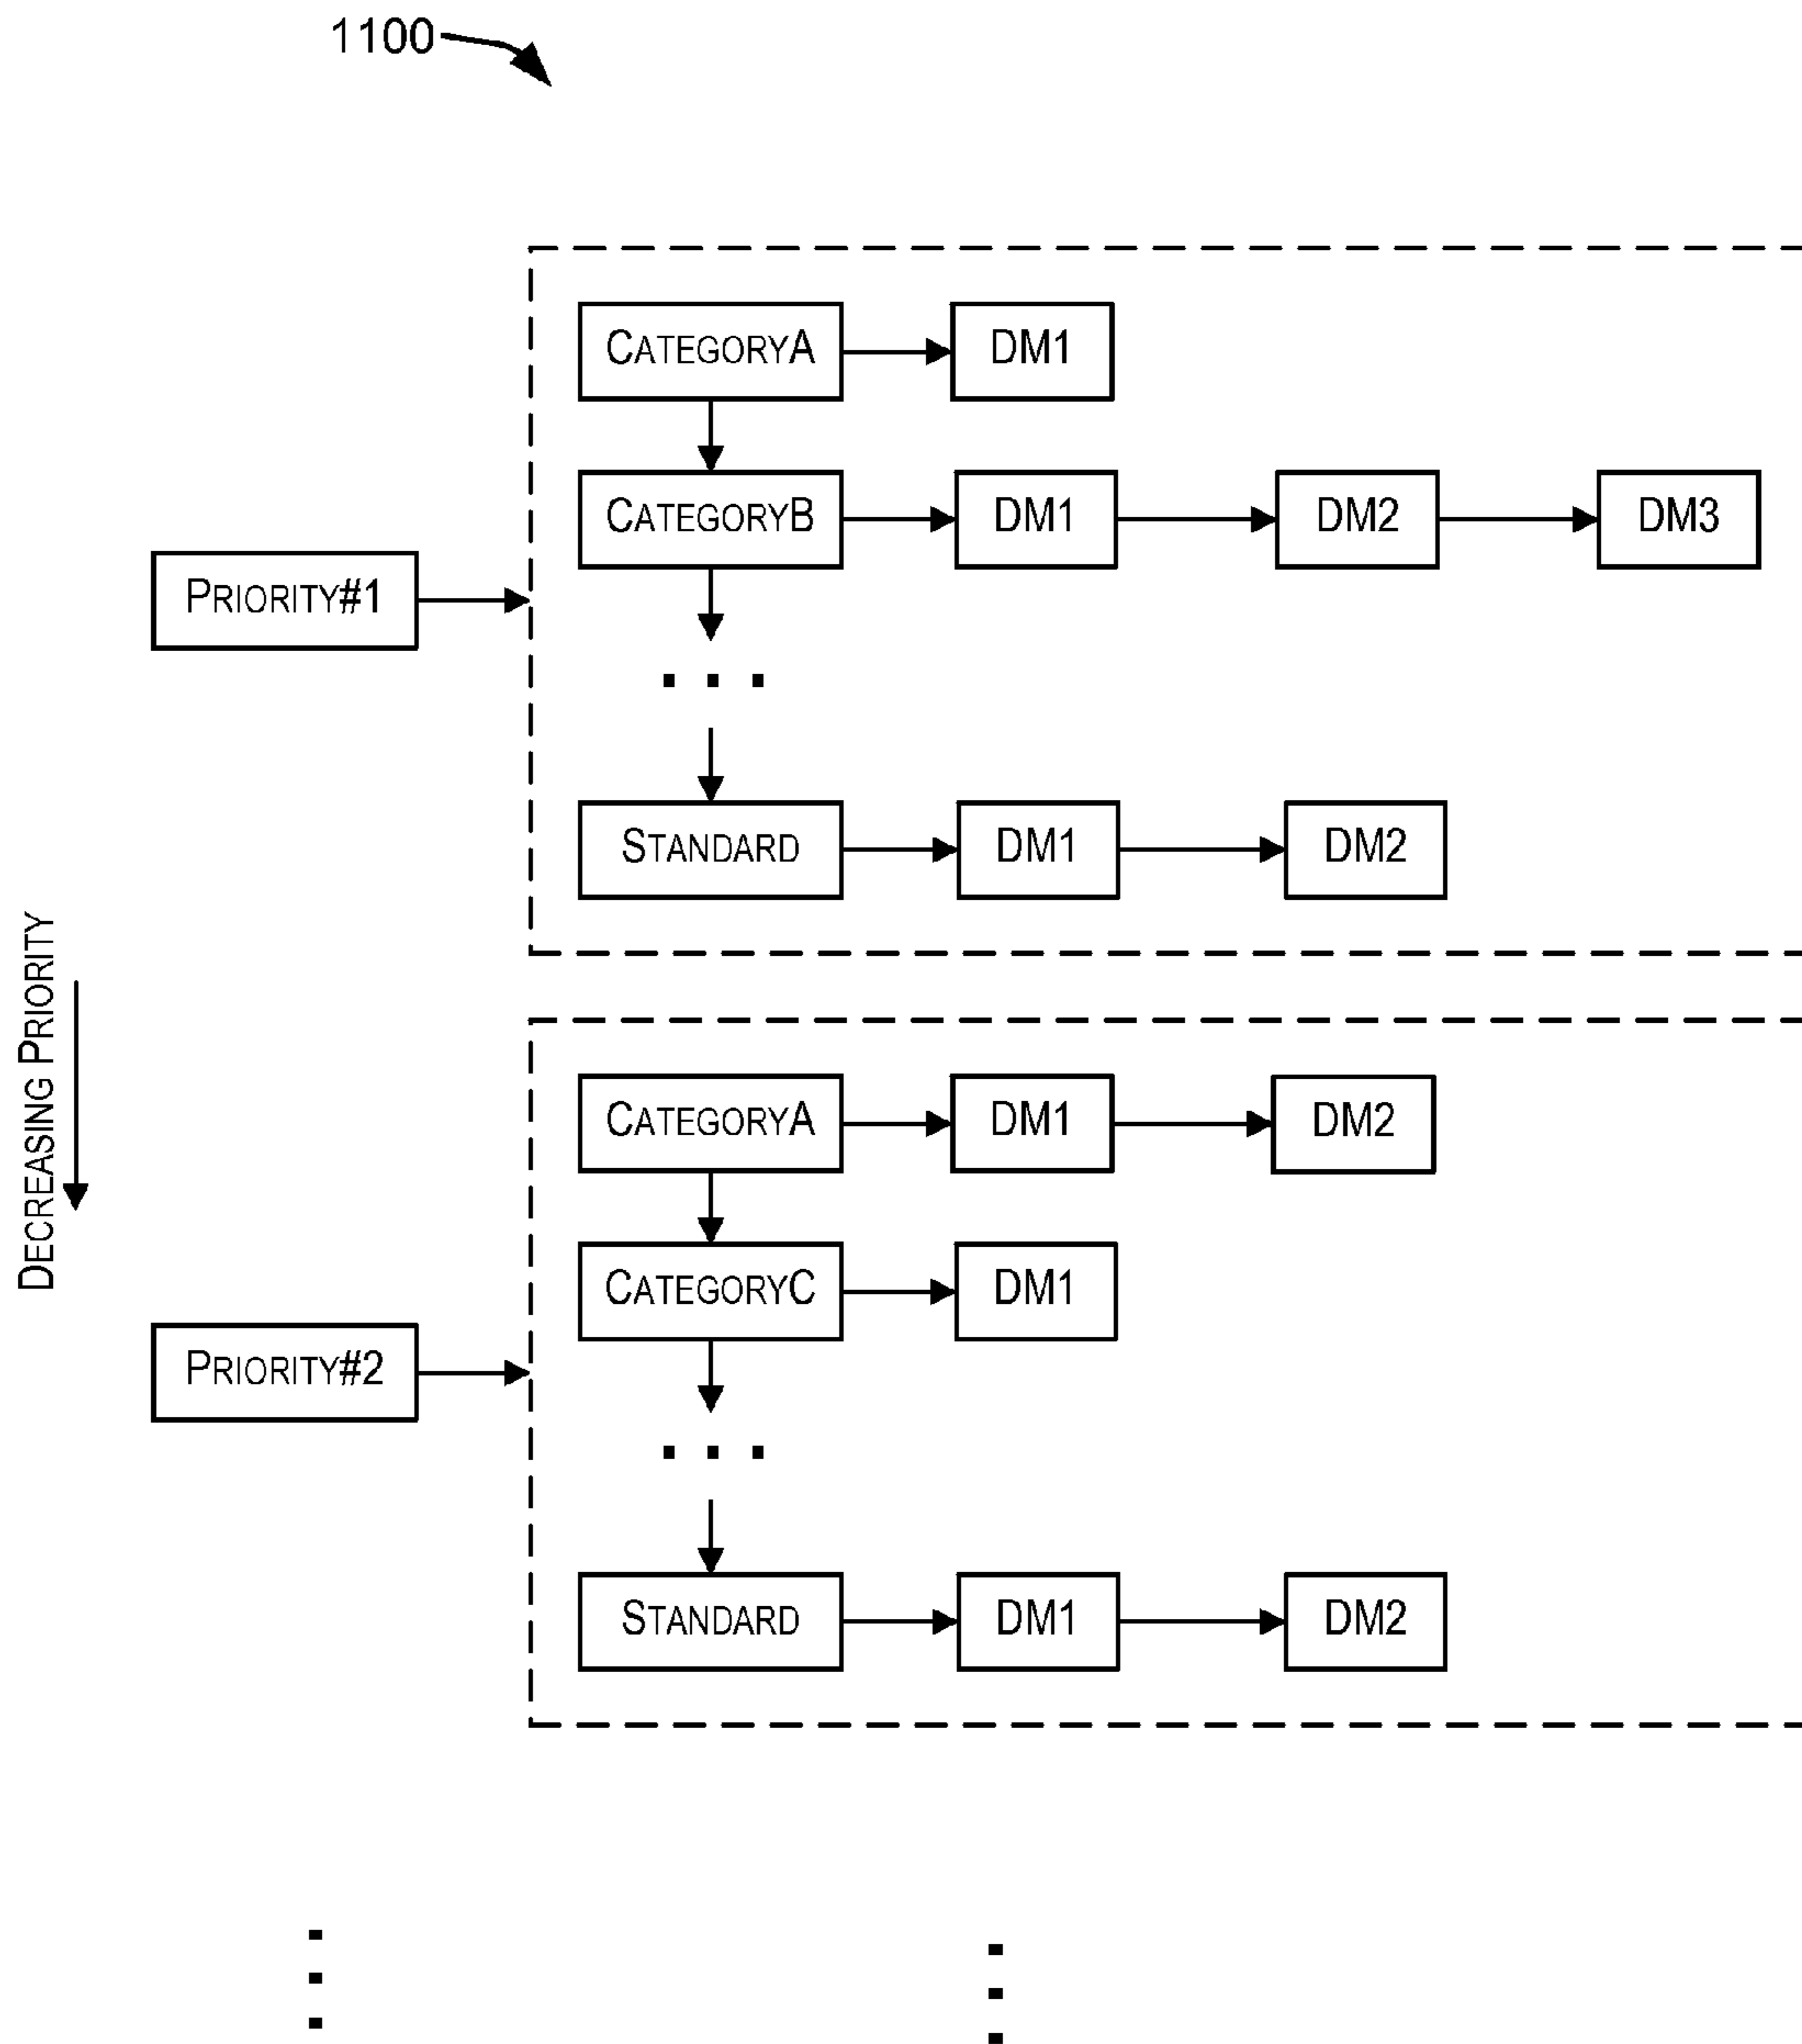 1100
CATEGORYA DM1
CATEGORYB DM1 DM2 DM3
PRIORITY#1
. . .
STANDARD DM1 DM2
DECREASING PRIORITY
CATEGORYA DM1 DM2
CATEGORYC DM1
PRIORITY#2
. . .
STANDARD DM1 DM2